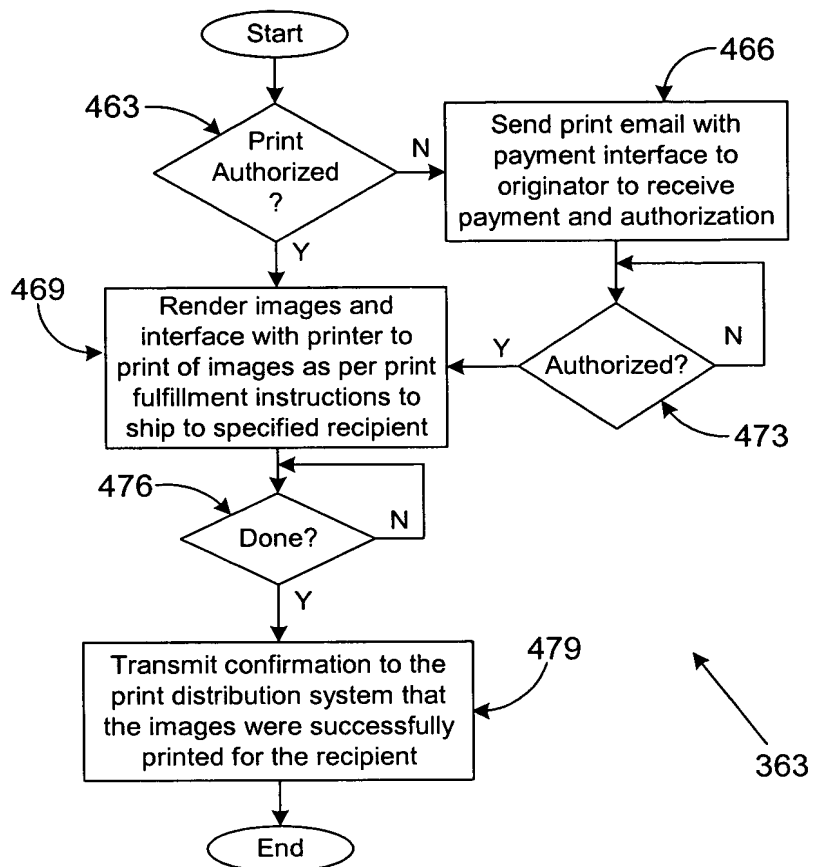 Start
463
Print
Authorized
?
N
Y
466
Send print email with
payment interface to
originator to receive
payment and authorization
469
Render images and
interface with printer to
print of images as per print
fulfillment instructions to
ship to specified recipient
Y
Authorized?
N
473
476
Done?
N
Y
Transmit confirmation to the
print distribution system that
the images were successfully
printed for the recipient
479
363
End